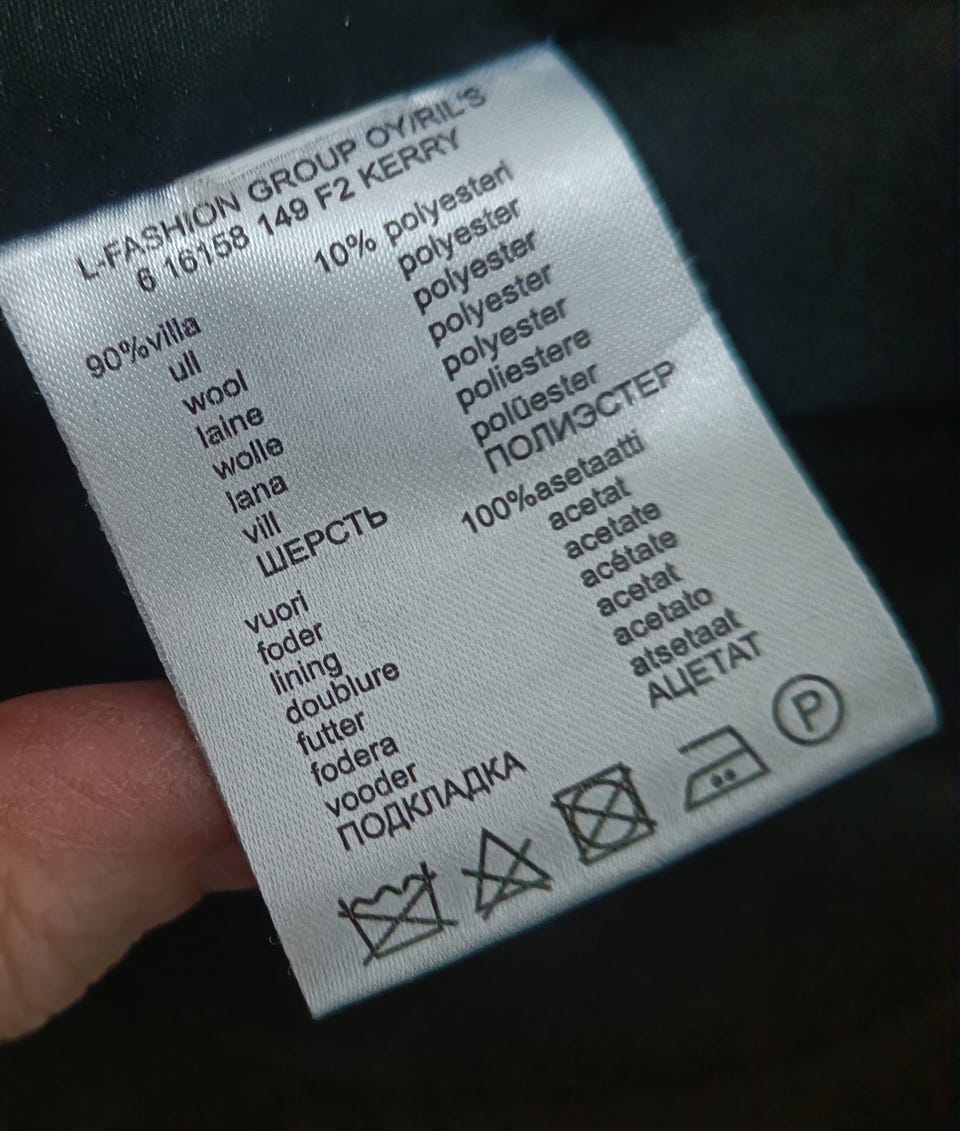 L-FASHION GROUP OY/RIL'S
6 16158 149 F2 KERRY
90%villa
ull
wool
laine
wolle
lana
vill
ШЕРСТЬ
10% polyesteri
polyester
polyester
polyester
polyester
poliestere
polüester
ПОЛИЭСТЕР
vuori
foder
lining
doublure
futter
fodera
vooder
ПОДКЛАДКА
100%asetaatti
acetat
acetate
acétate
acetat
acetato
atsetaat
АЦЕТАТ
P